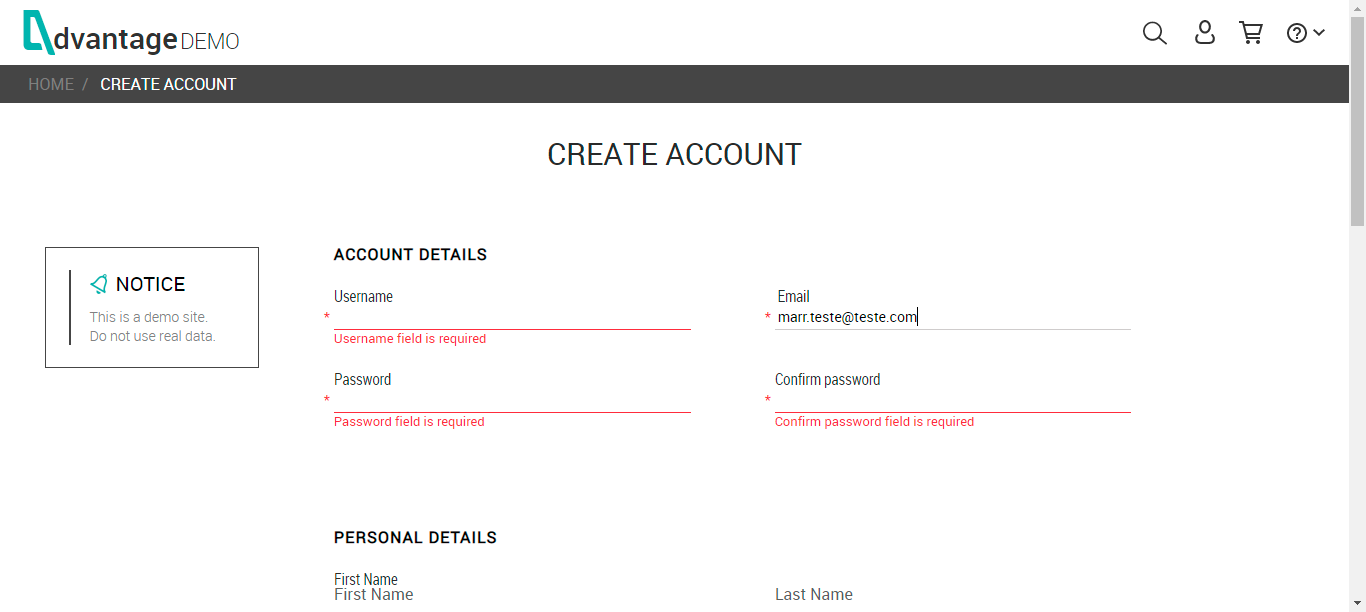 dvantage DEMO
HOME / CREATE ACCOUNT
CREATE ACCOUNT
NOTICE
This is a demo site.
Do not use real data.
ACCOUNT DETAILS
Username
*
Username field is required
Email
* marr.teste@teste.com
Password
*
Password field is required
Confirm password
*
Confirm password field is required
PERSONAL DETAILS
First Name
First Name
Last Name